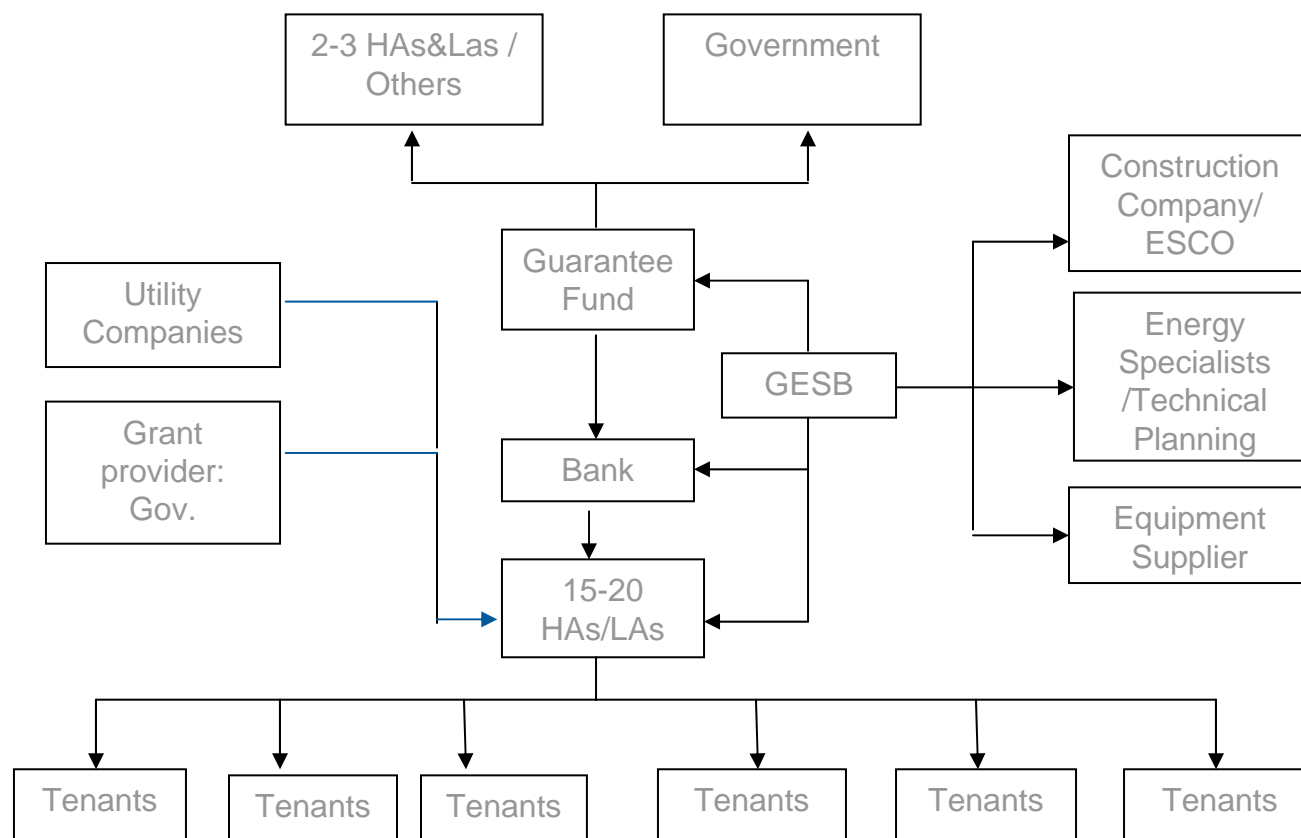 2-3 HAs&Las /
Others
Government
Construction
Company/
ESCO
Guarantee
Fund
Utility
Companies
Energy
Specialists
/Technical
Planning
GESB
Grant
provider:
Gov.
Bank
Equipment
Supplier
15-20
HAs/LAs
Tenants
Tenants
Tenants
Tenants
Tenants
Tenants